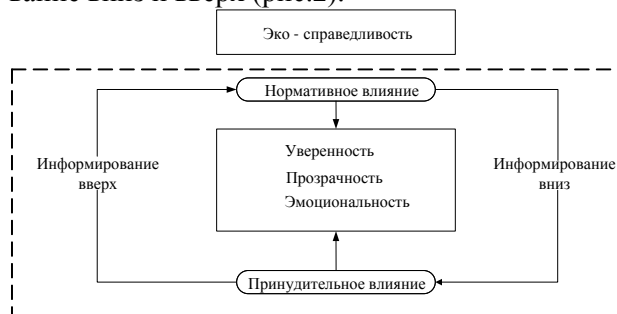 Эко - справедливость
Нормативное влияние
Уверенность
Прозрачность
Эмоциональность
Информирование
вверх
Информирование
вниз
Принудительное влияние